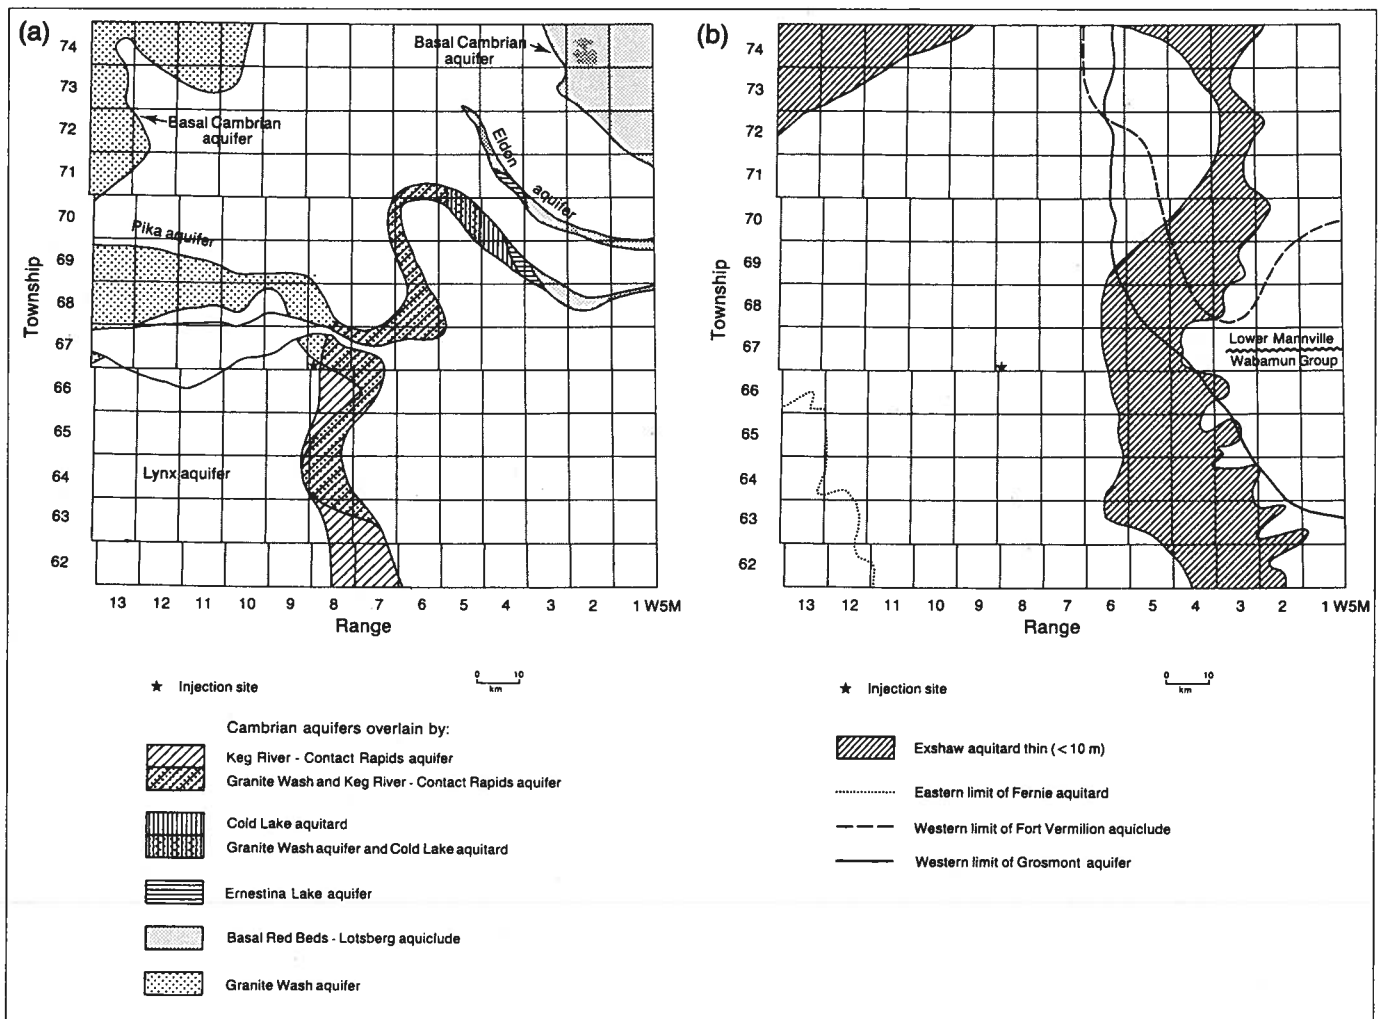 (a)
74
73
72
71
70
69
68
67
66
65
64
63
62
Township
Basal Cambrian
aquifer
Basal Cambrian
aquifer
Eldon
aquifer
Pika aquifer
Lynx aquifer
13 12 11 10 9 8 7 6 5 4 3 2 1 W5M
Range
0 10
km
★ Injection site
Cambrian aquifers overlain by:
Keg River - Contact Rapids aquifer
Granite Wash and Keg River - Contact Rapids aquifer
Cold Lake aquitard
Granite Wash aquifer and Cold Lake aquitard
Ernestina Lake aquifer
Basal Red Beds - Lotsberg aquiclude
Granite Wash aquifer
(b)
74
73
72
71
70
69
68
67
66
65
64
63
62
Township
Lower Mannville
Wabamun Group
13 12 11 10 9 8 7 6 5 4 3 2 1 W5M
Range
0 10
km
★ Injection site
Exshaw aquitard thin (< 10 m)
Eastern limit of Fernie aquitard
Western limit of Fort Vermilion aquiclude
Western limit of Grosmont aquifer